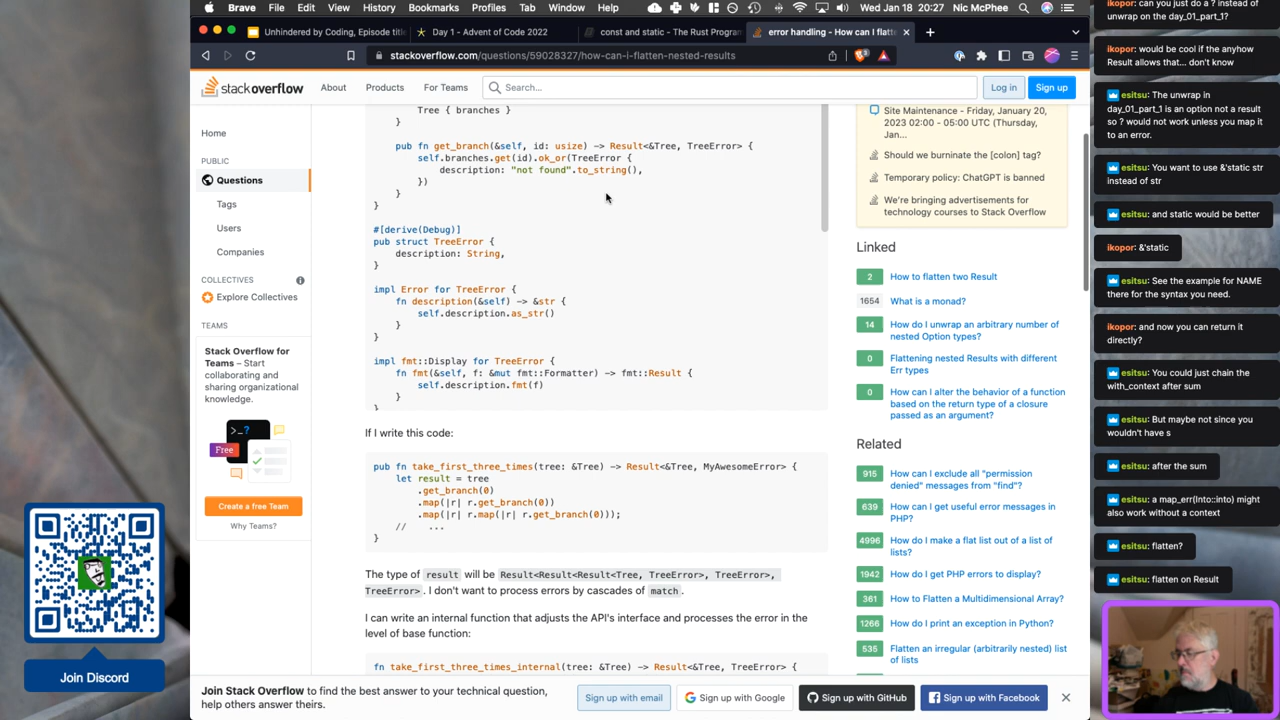 Brave File Edit View History Bookmarks Profiles Tab Window Help
Wed Jan 18 20:27 Nic McPhee
Unhindered by Coding, Episode title
Day 1 - Advent of Code 2022
const and static - The Rust Program
error handling - How can I flatte
stackoverflow.com/questions/59028327/how-can-i-flatten-nested-results
stackoverflow
About
Products
For Teams
Search...
Log in
Sign up
Home
PUBLIC
Questions
Tags
Users
Companies
COLLECTIVES
Explore Collectives
TEAMS
Stack Overflow for
Teams – Start
collaborating and
sharing organizational
knowledge.
Free
Create a free Team
Why Teams?
Tree { branches }
}
pub fn get_branch(&self, id: usize) -> Result<&Tree, TreeError> {
self.branches.get(id).ok_or(TreeError {
description: "not found".to_string(),
})
}
}
#[derive(Debug)]
pub struct TreeError {
description: String,
}
impl Error for TreeError {
fn description(&self) -> &str {
self.description.as_str()
}
}
impl fmt::Display for TreeError {
fn fmt(&self, f: &mut fmt::Formatter) -> fmt::Result {
self.description.fmt(f)
}
}
If I write this code:
pub fn take_first_three_times(tree: &Tree) -> Result<&Tree, MyAwesomeError> {
let result = tree
.get_branch(0)
.map(|r| r.get_branch(0))
.map(|r| r.map(|r| r.get_branch(0)));
// ...
}
The type of result will be Result<Result<Result<Tree, TreeError>, TreeError>,
TreeError>. I don't want to process errors by cascades of match.
I can write an internal function that adjusts the API's interface and processes the error in the
level of base function:
fn take_first_three_times_internal(tree: &Tree) -> Result<&Tree, TreeError> {
Site Maintenance - Friday, January 20,
2023 02:00 - 05:00 UTC (Thursday,
Jan...
Should we burninate the [colon] tag?
Temporary policy: ChatGPT is banned
We're bringing advertisements for
technology courses to Stack Overflow
Linked
2 How to flatten two Result
1654 What is a monad?
14 How do I unwrap an arbitrary number of
nested Option types?
0 Flattening nested Results with different
Err types
0 How can I alter the behavior of a function
based on the return type of a closure
passed as an argument?
Related
915 How can I exclude all "permission
denied" messages from "find"?
639 How can I get useful error messages in
PHP?
4996 How do I make a flat list out of a list of
lists?
1942 How do I get PHP errors to display?
361 How to Flatten a Multidimensional Array?
1266 How do I print an exception in Python?
535 Flatten an irregular (arbitrarily nested) list
of lists
Join Stack Overflow to find the best answer to your technical question,
help others answer theirs.
Sign up with email
Sign up with Google
Sign up with GitHub
Sign up with Facebook
Join Discord
ikopor: can you just do a ? instead of
unwrap on the day_01_part_1?
ikopor: would be cool if the anyhow
Result allows that... don't know
esitsu: The unwrap in
day_01_part_1 is an option not a result
so ? would not work unless you map it
to an error.
esitsu: You want to use &'static str
instead of str
esitsu: and static would be better
ikopor: &'static
esitsu: See the example for NAME
there for the syntax you need.
ikopor: and now you can return it
directly?
esitsu: You could just chain the
with_context after sum
esitsu: But maybe not since you
wouldn't have s
esitsu: after the sum
esitsu: a map_err(Into::into) might
also work without a context
esitsu: flatten?
esitsu: flatten on Result